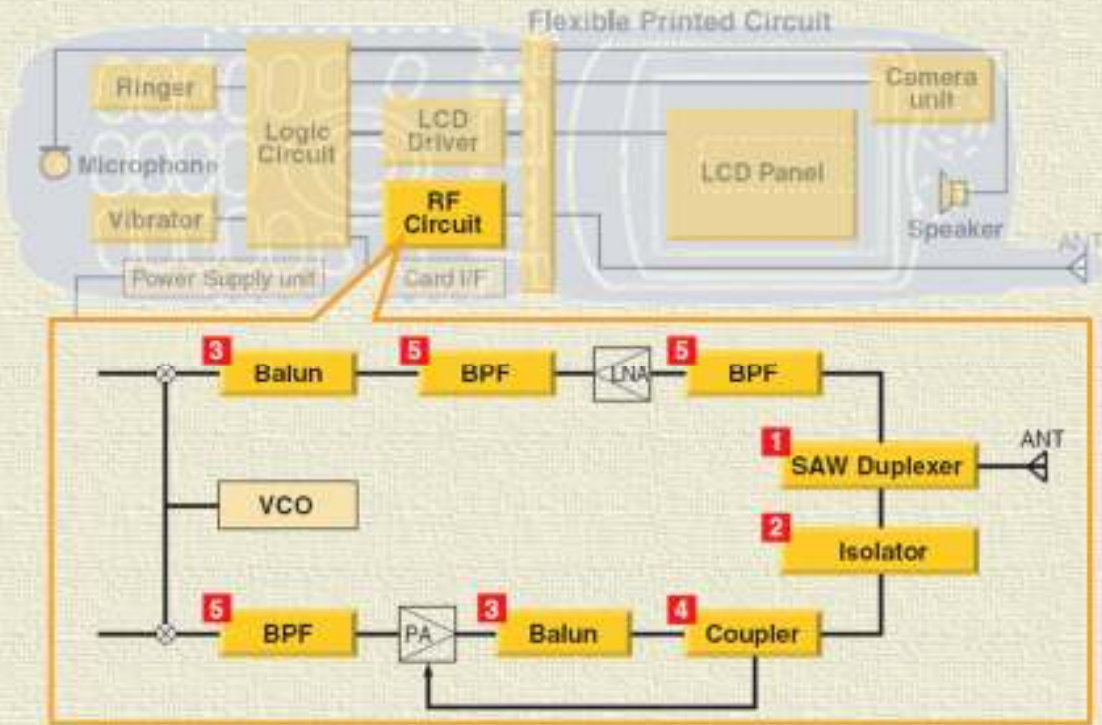 Flexible Printed Circuit
Ringer
Logic
Circuit
LCD
Driver
Camera
unit
Microphone
LCD Panel
Vibrator
RF
Circuit
Speaker
ANT
Power Supply unit
Card I/F
3
Balun
5
BPF
LNA
5
BPF
1
SAW Duplexer
ANT
VCO
2
Isolator
5
BPF
PA
3
Balun
4
Coupler